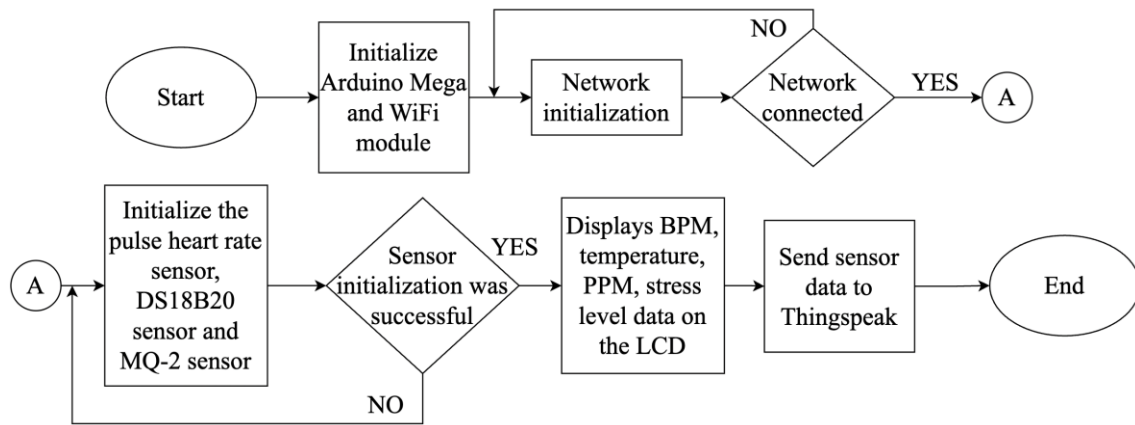 Start
Initialize
Arduino Mega
and WiFi
module
Network
initialization
NO
Network
connected
YES
A
A
Initialize the
pulse heart rate
sensor,
DS18B20
sensor and
MQ-2 sensor
Sensor
initialization was
successful
YES
NO
Displays BPM,
temperature,
PPM, stress
level data on
the LCD
Send sensor
data to
Thingspeak
End